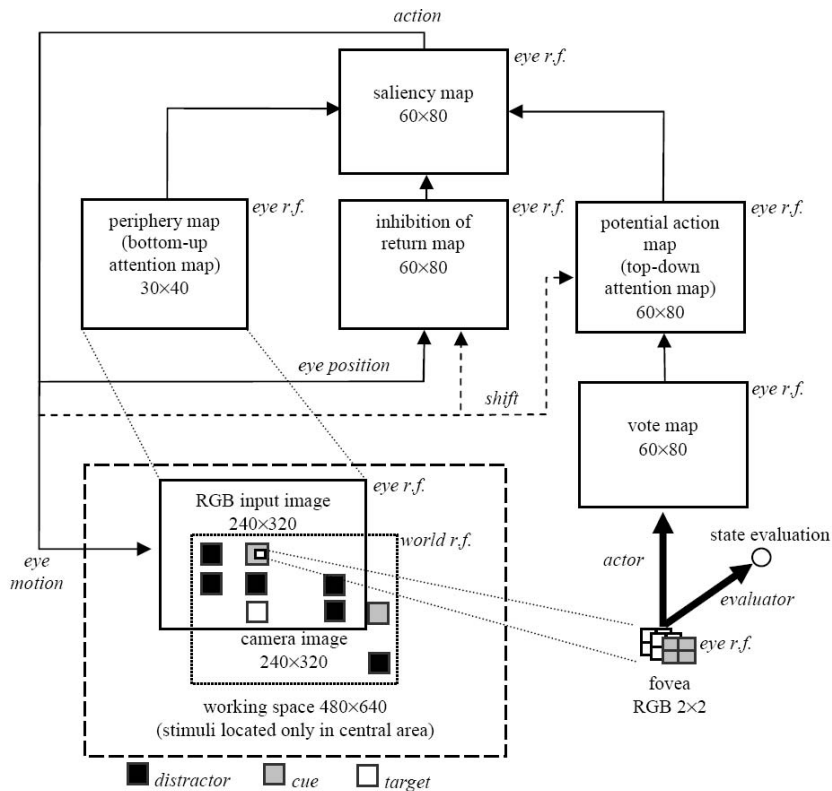 action
eye r.f.
saliency map
60×80
eye r.f.
periphery map
(bottom-up
attention map)
30×40
eye r.f.
inhibition of
return map
60×80
eye r.f.
potential action
map
(top-down
attention map)
60×80
eye position
shift
eye r.f.
vote map
60×80
eye r.f.
RGB input image
240×320
world r.f.
eye
motion
camera image
240×320
working space 480×640
(stimuli located only in central area)
state evaluation
actor
evaluator
eye r.f.
fovea
RGB 2×2
distractor
cue
target